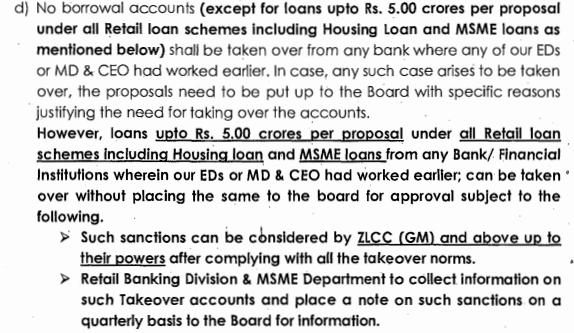 d) No borrowal accounts (except for loans upto Rs. 5.00 crores per proposal
under all Retail loan schemes including Housing Loan and MSME loans as
mentioned below) shall be taken over from any bank where any of our EDs
or MD & CEO had worked earlier. In case, any such case arises to be taken
over, the proposals need to be put up to the Board with specific reasons
justifying the need for taking over the accounts.
However, loans upto Rs. 5.00 crores per proposal under all Retail loan
schemes including Housing loan and MSME loans from any Bank/ Financial
Institutions wherein our EDs or MD & CEO had worked earlier; can be taken
over without placing the same to the board for approval subject to the
following.
➢ Such sanctions can be considered by ZLCC (GM) and above up to
their powers after complying with all the takeover norms.
➢ Retail Banking Division & MSME Department to collect information on
such Takeover accounts and place a note on such sanctions on a
quarterly basis to the Board for information.